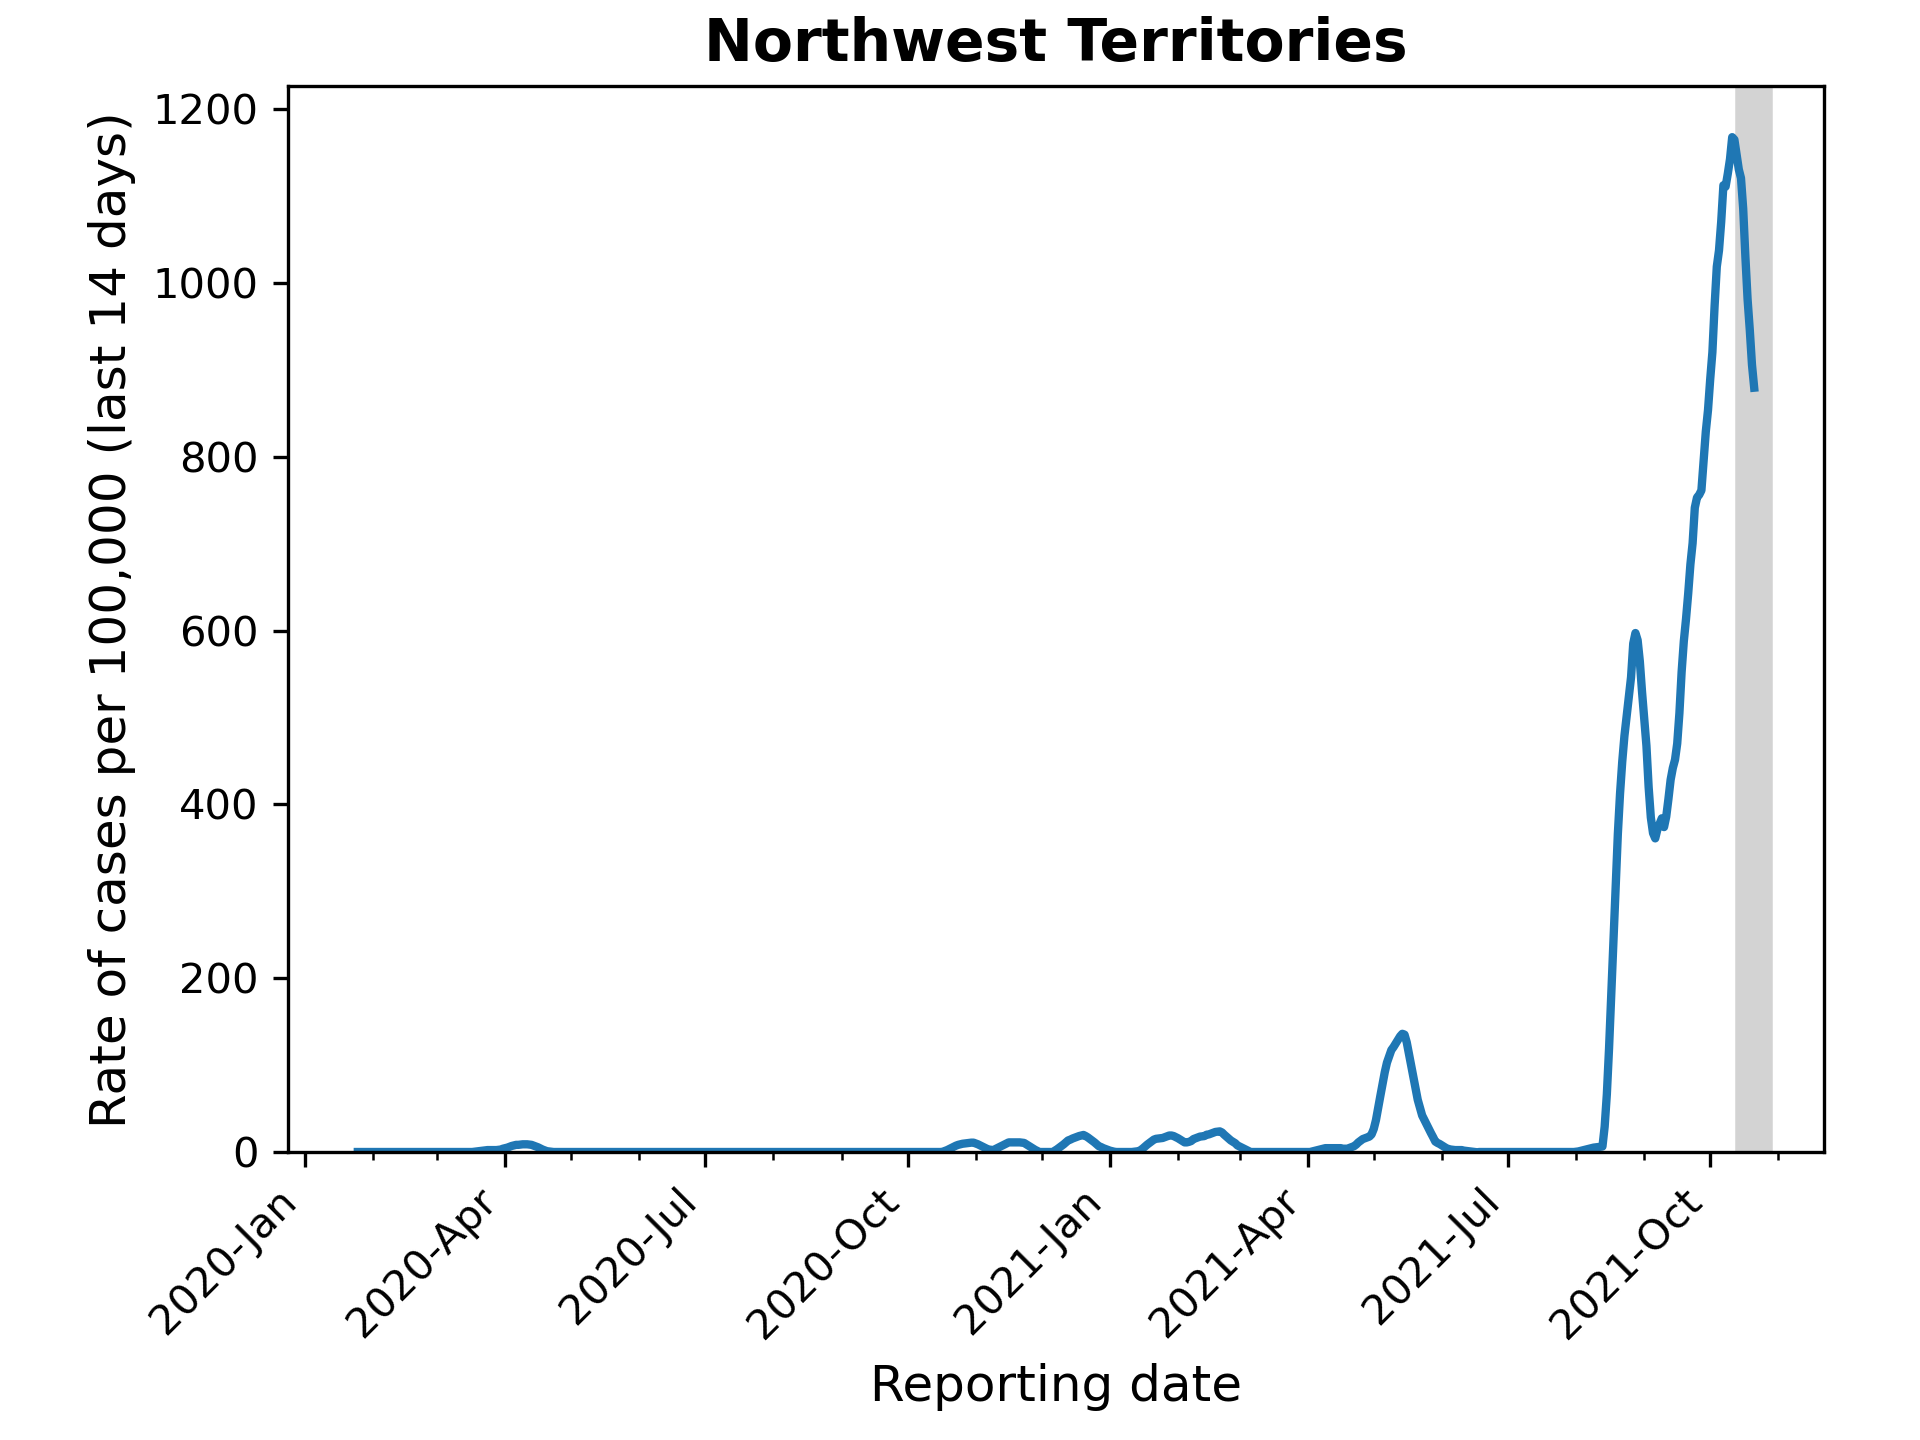 Northwest Territories
Rate of cases per 100,000 (last 14 days)
1200
1000
800
600
400
200
0
2020-Jan
2020-Apr
2020-Jul
2020-Oct
2021-Jan
2021-Apr
2021-Jul
2021-Oct
Reporting date